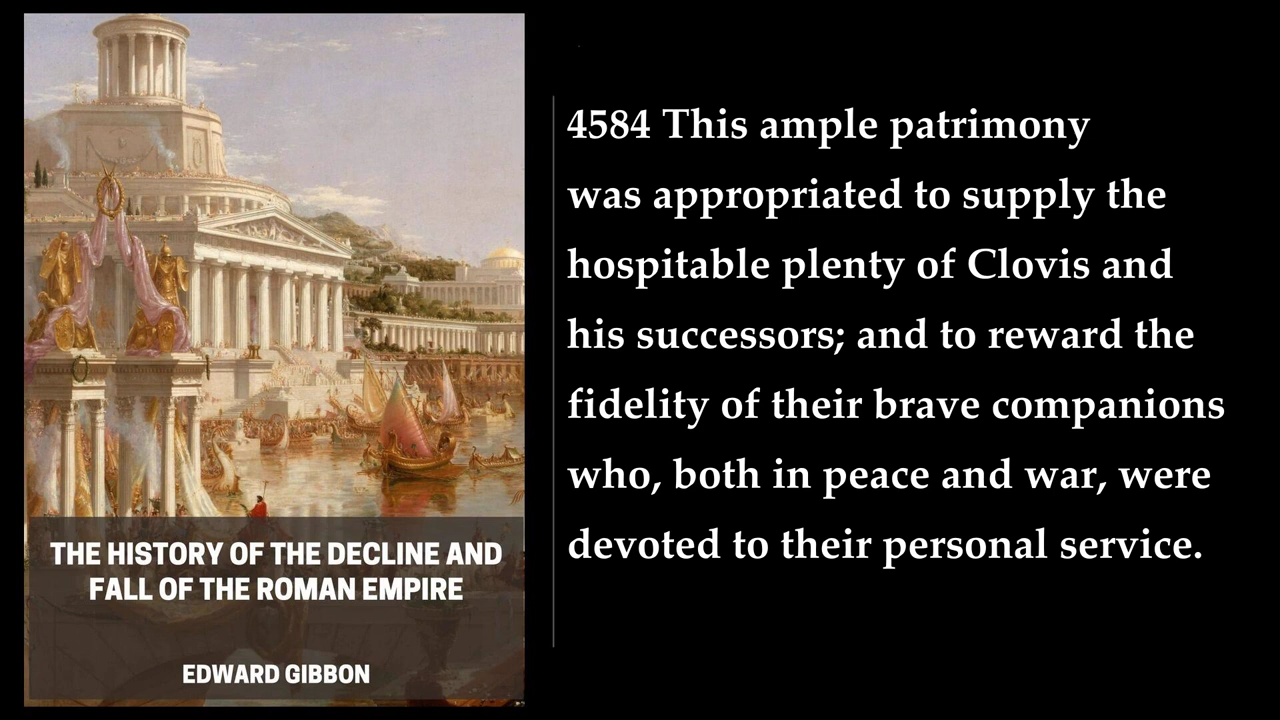 THE HISTORY OF THE DECLINE AND
FALL OF THE ROMAN EMPIRE
EDWARD GIBBON
4584 This ample patrimony
was appropriated to supply the
hospitable plenty of Clovis and
his successors; and to reward the
fidelity of their brave companions
who, both in peace and war, were
devoted to their personal service.